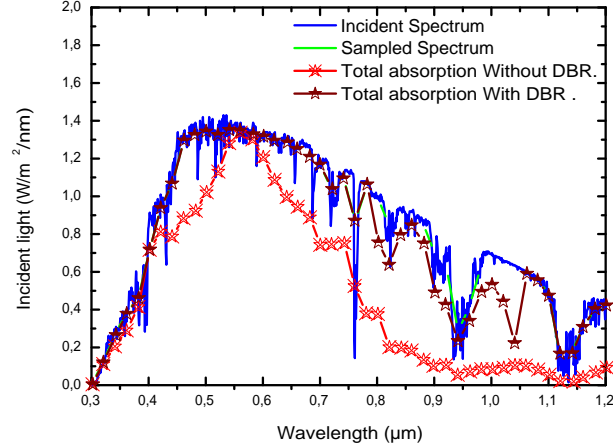 2,0
1,8
1,6
1,4
1,2
1,0
0,8
0,6
0,4
0,2
0,0
Incident light (W/m²/nm)
Incident Spectrum
Sampled Spectrum
Total absorption Without DBR.
Total absorption With DBR .
0,3 0,4 0,5 0,6 0,7 0,8 0,9 1,0 1,1 1,2
Wavelength (µm)